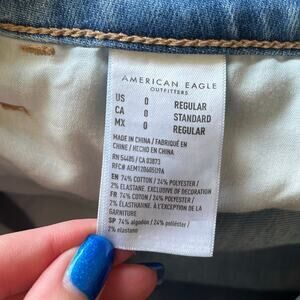 AMERICAN EAGLE
OUTFITTERS
US 0 REGULAR
CA 0 STANDARD
MX 0 REGULAR
MADE IN CHINA / FABRIQUÉ EN
CHINE / HECHO EN CHINA
RN 54485 / CA 03873
RFC# AEM120605U9A
EN 74% COTTON / 24% POLYESTER /
2% ELASTANE. EXCLUSIVE OF DECORATION
FR 74% COTON / 24% POLYESTER /
2% ÉLASTHANNE. À L'EXCEPTION DE LA
GARNITURE
SP 74% algodón / 24% poliéster /
2% elastano